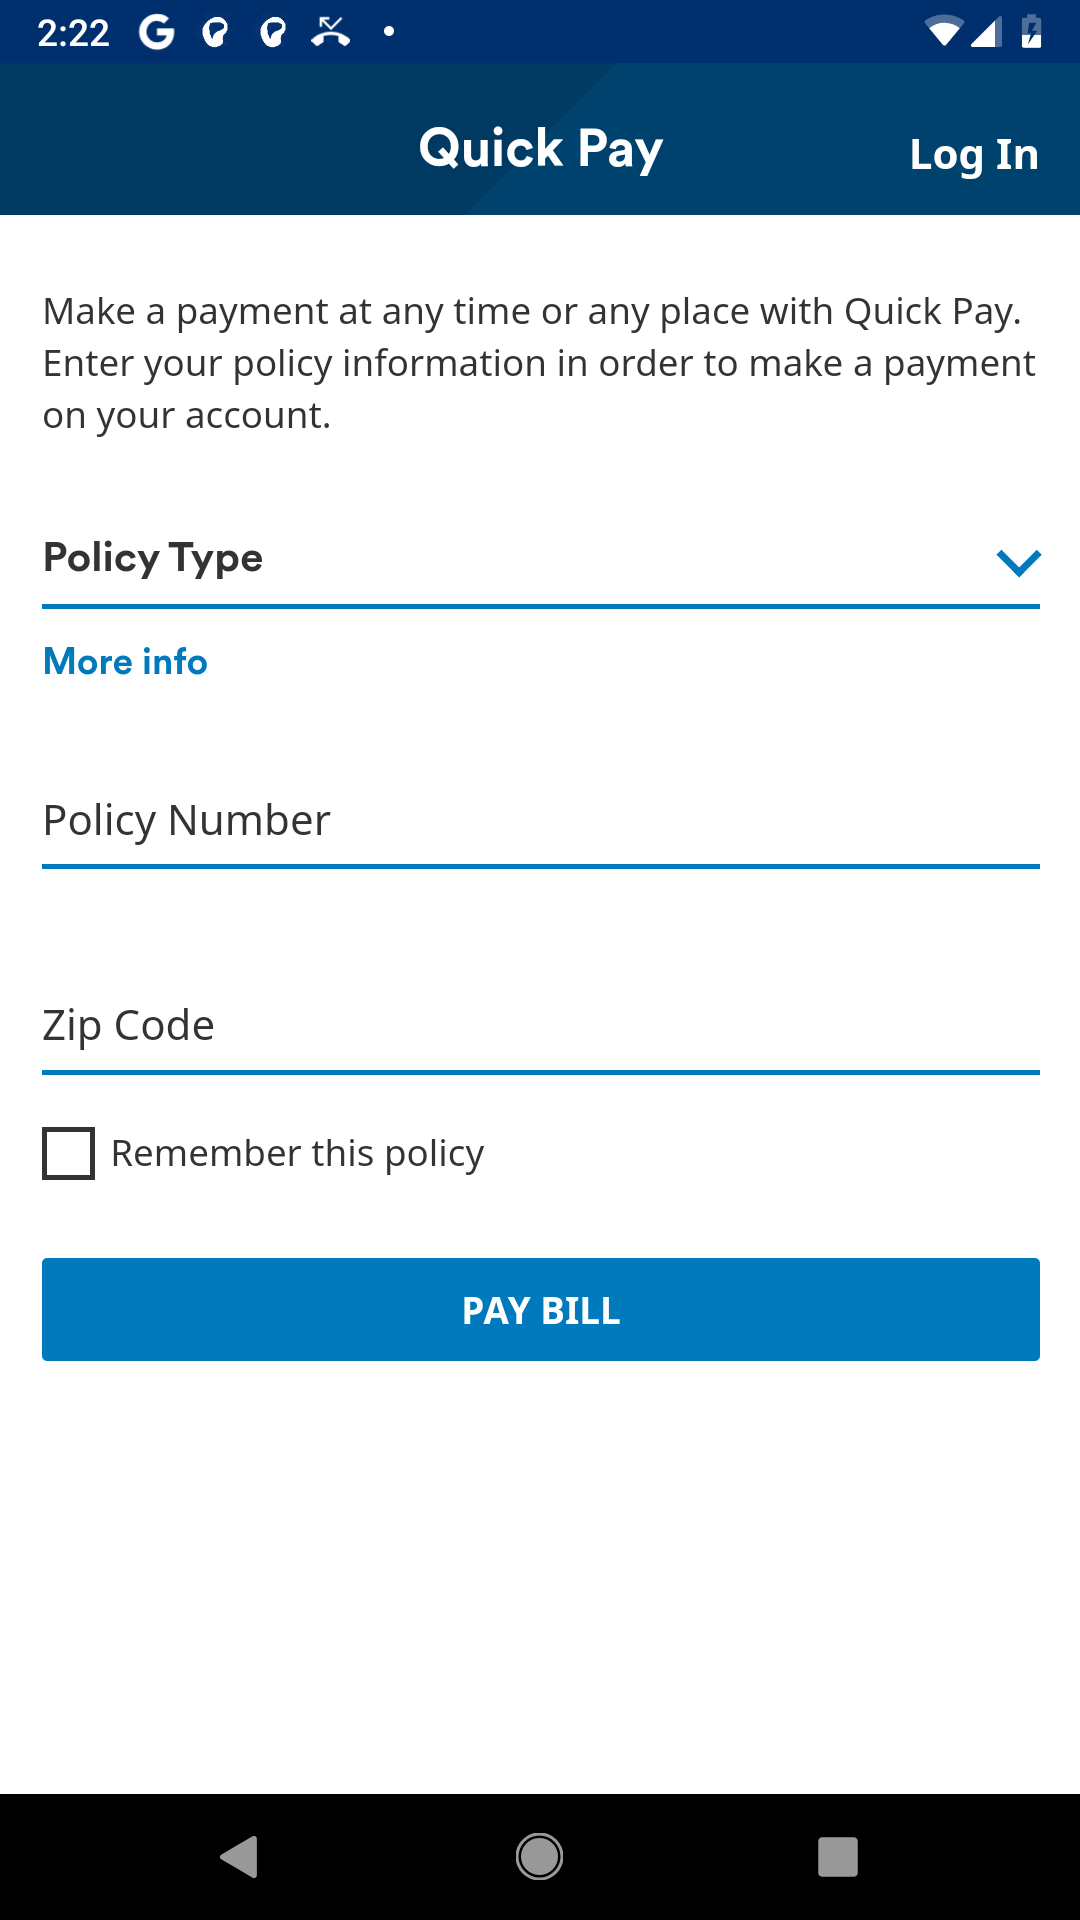 2:22
Quick Pay
Log In
Make a payment at any time or any place with Quick Pay.
Enter your policy information in order to make a payment
on your account.
Policy Type
More info
Policy Number
Zip Code
Remember this policy
PAY BILL